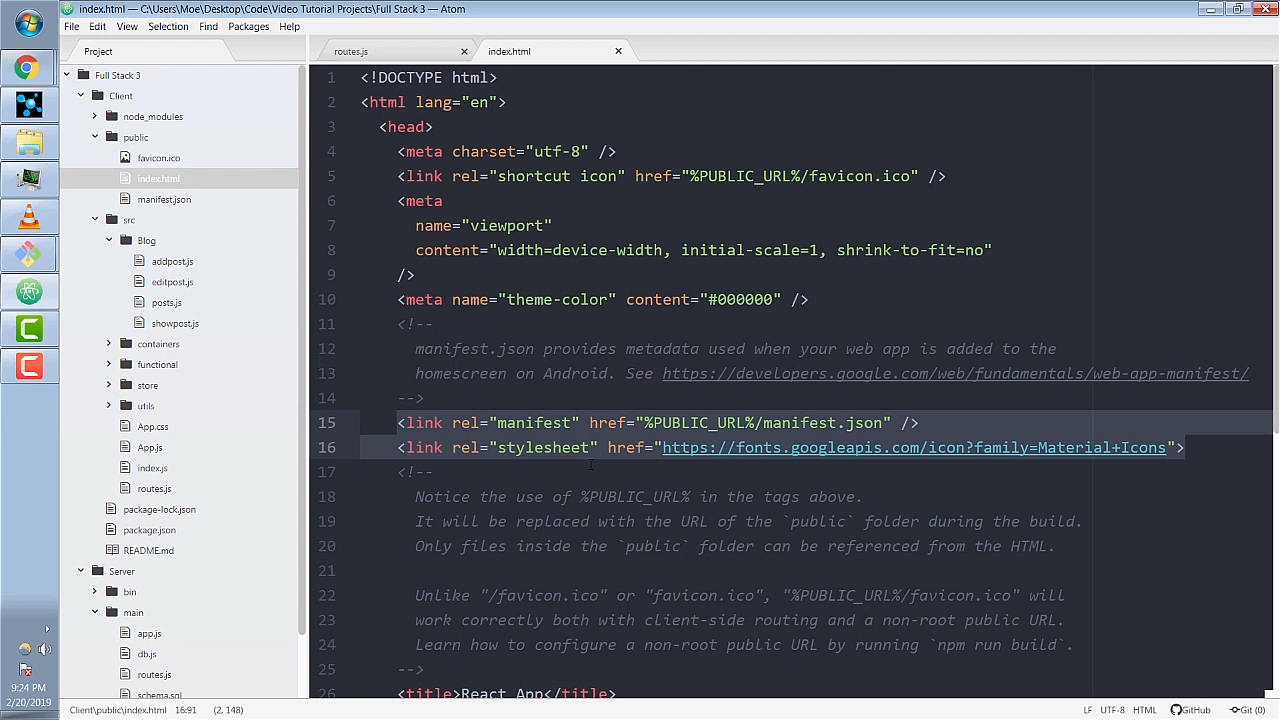 index.html — C:\Users\Moe\Desktop\Code\Video Tutorial Projects\Full Stack 3 — Atom
File Edit View Selection Find Packages Help
Project
routes.js
index.html
Full Stack 3
Client
node_modules
public
favicon.ico
index.html
manifest.json
src
Blog
addpost.js
editpost.js
posts.js
showpost.js
containers
functional
store
utils
App.css
App.js
index.js
routes.js
package-lock.json
package.json
README.md
Server
bin
main
app.js
db.js
routes.js
schema.sql
1 <!DOCTYPE html>
2 <html lang="en">
3 <head>
4 <meta charset="utf-8" />
5 <link rel="shortcut icon" href="%PUBLIC_URL%/favicon.ico" />
6 <meta
7 name="viewport"
8 content="width=device-width, initial-scale=1, shrink-to-fit=no"
9 />
10 <meta name="theme-color" content="#000000" />
11 <!--
12 manifest.json provides metadata used when your web app is added to the
13 homescreen on Android. See https://developers.google.com/web/fundamentals/web-app-manifest/
14 -->
15 <link rel="manifest" href="%PUBLIC_URL%/manifest.json" />
16 <link rel="stylesheet" href="https://fonts.googleapis.com/icon?family=Material+Icons">
17 <!--
18 Notice the use of %PUBLIC_URL% in the tags above.
19 It will be replaced with the URL of the `public` folder during the build.
20 Only files inside the `public` folder can be referenced from the HTML.
21
22 Unlike "/favicon.ico" or "favicon.ico", "%PUBLIC_URL%/favicon.ico" will
23 work correctly both with client-side routing and a non-root public URL.
24 Learn how to configure a non-root public URL by running `npm run build`.
25 -->
26 <title>React App</title>
9:24 PM
2/20/2019
Client\public\index.html 16:91 (2, 148)
LF UTF-8 HTML GitHub Git (0)